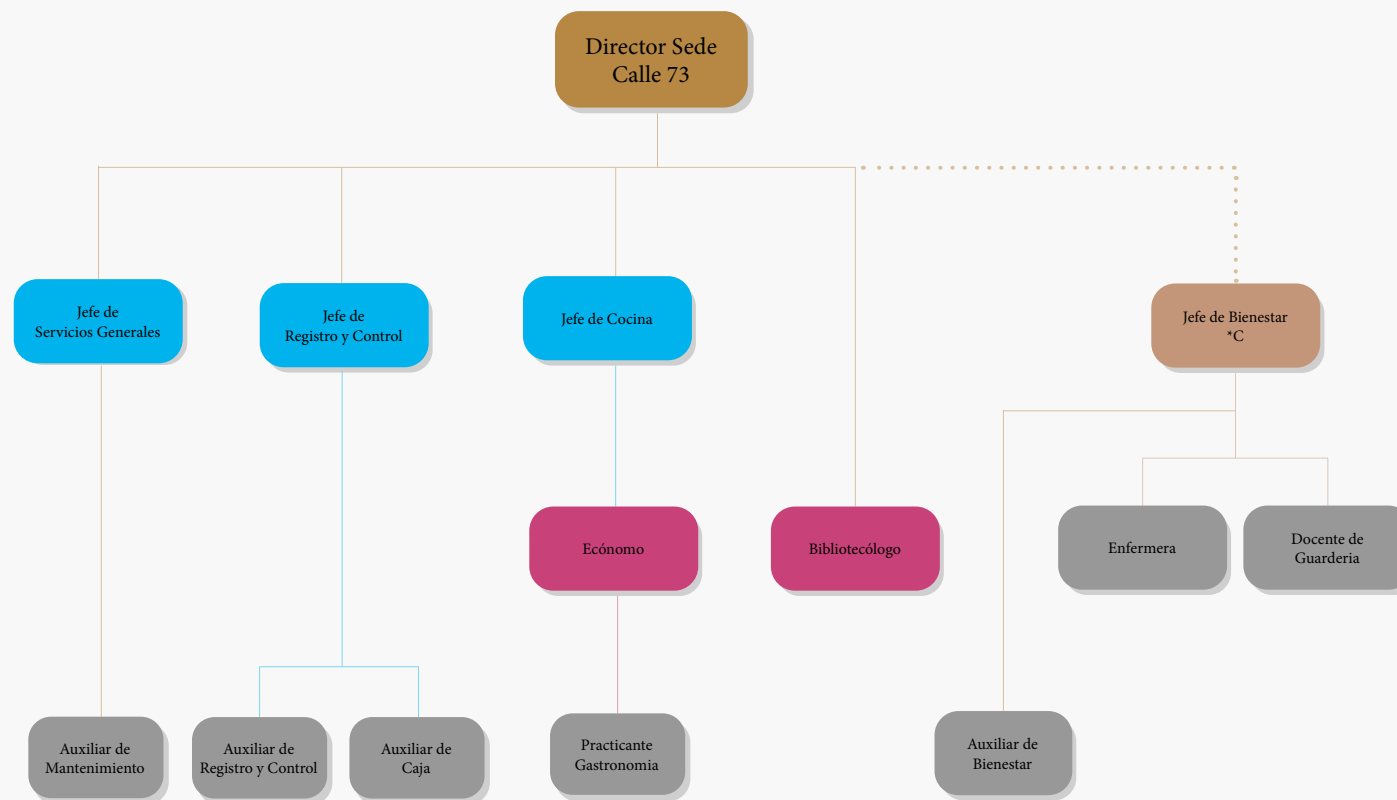 Director Sede
Calle 73
Jefe de
Servicios Generales
Jefe de
Registro y Control
Jefe de Cocina
Jefe de Bienestar
*C
Ecónomo
Bibliotecólogo
Enfermera
Docente de
Guarderia
Auxiliar de
Mantenimiento
Auxiliar de
Registro y Control
Auxiliar de
Caja
Practicante
Gastronomia
Auxiliar de
Bienestar